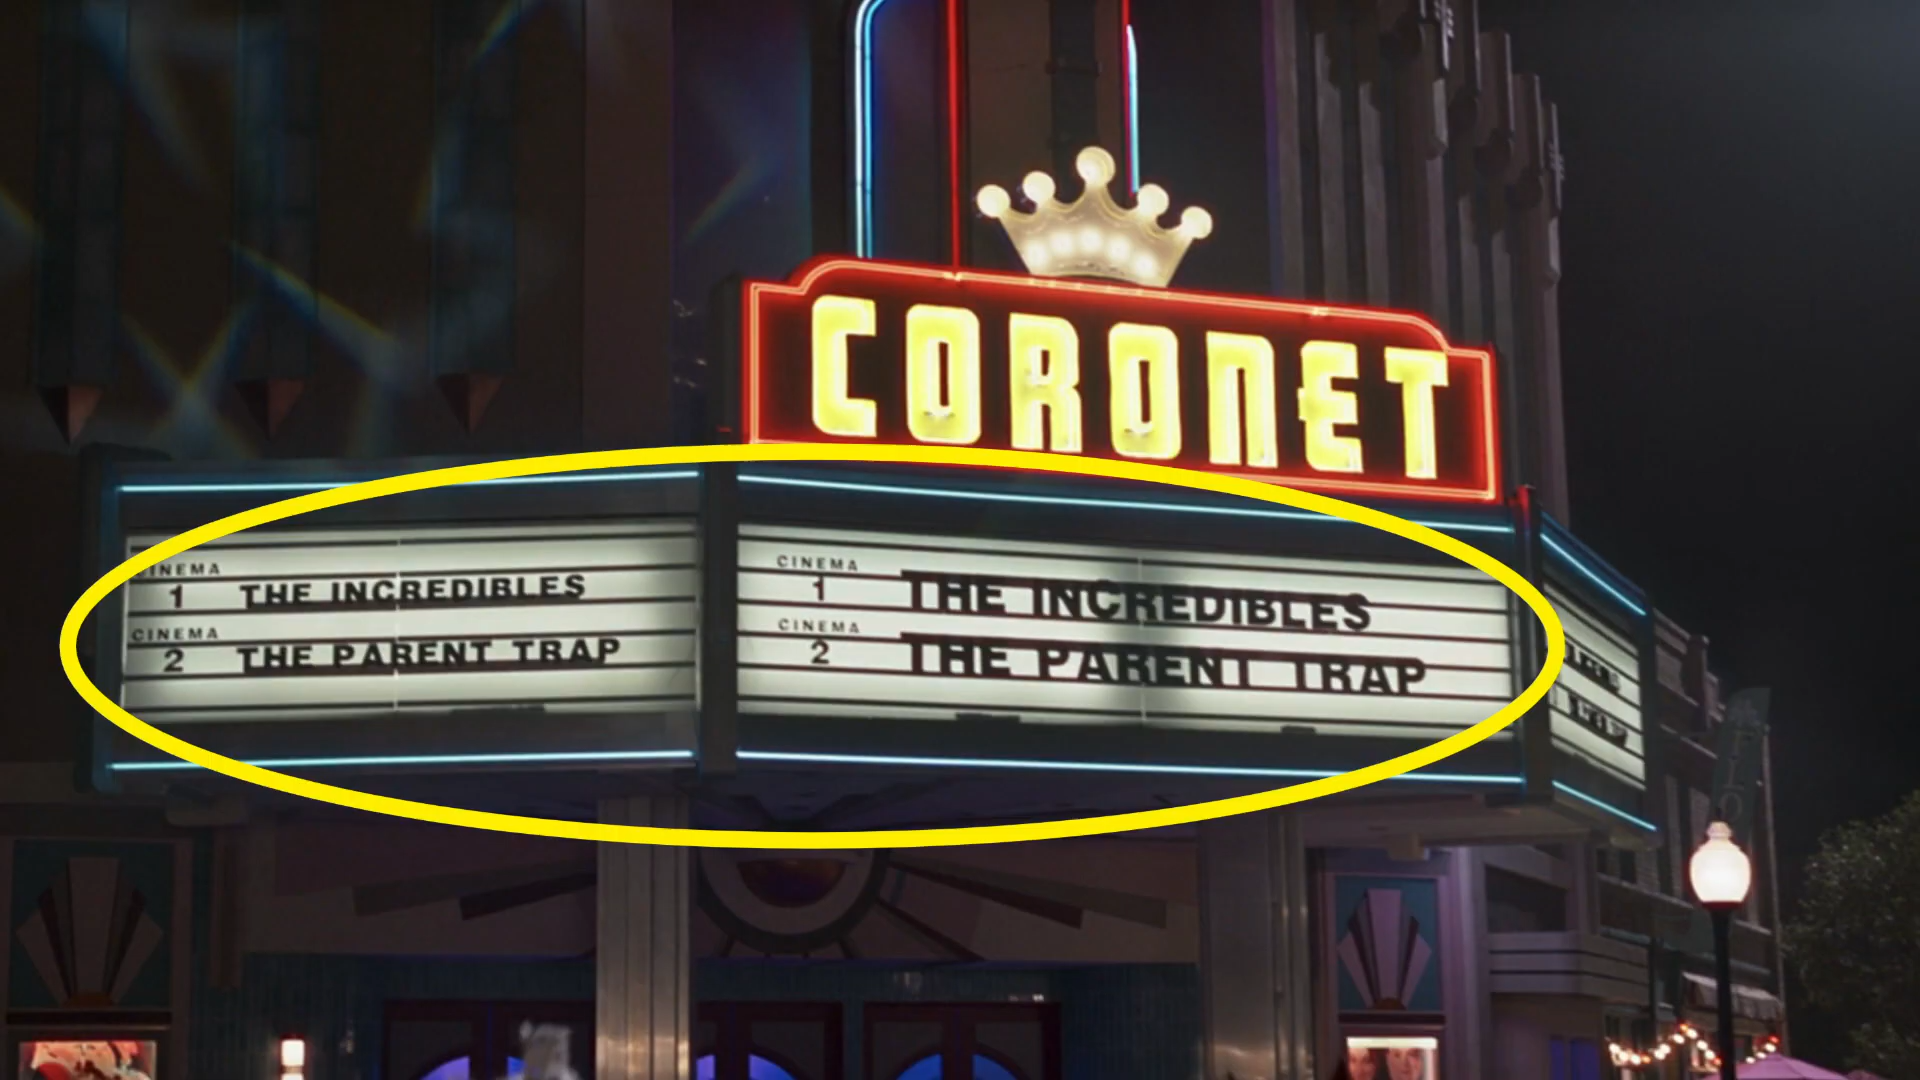 CORONET
CINEMA
1 THE INCREDIBLES
CINEMA
2 THE PARENT TRAP
CINEMA
1 THE INCREDIBLES
CINEMA
2 THE PARENT TRAP